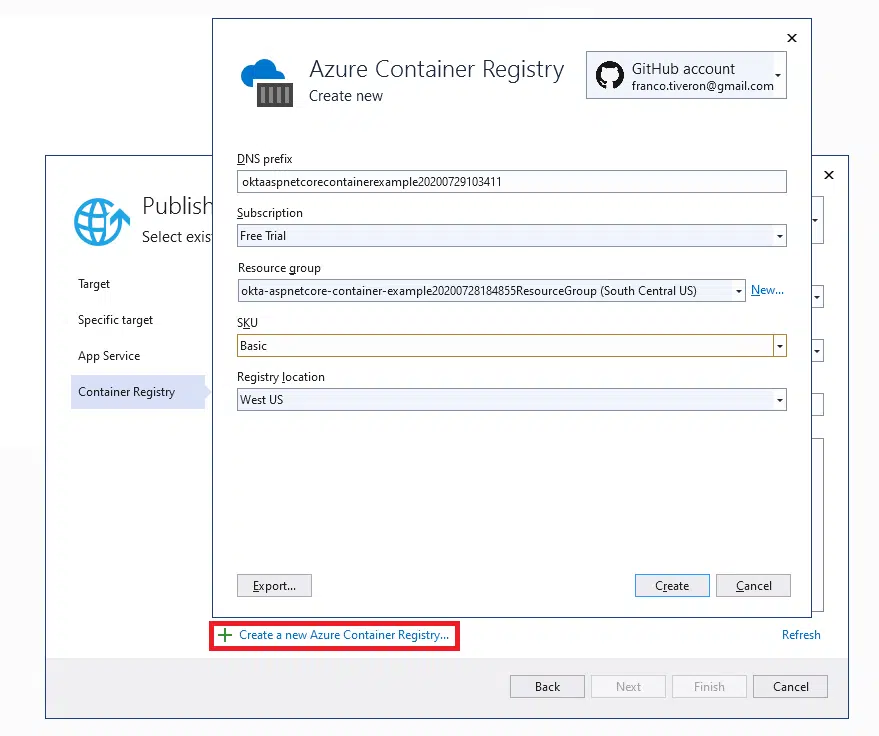 Azure Container Registry
Create new
GitHub account
franco.tiveron@gmail.com
DNS prefix
oktaaspnetcorecontainerexample20200729103411
Subscription
Free Trial
Resource group
okta-aspnetcore-container-example20200728184855ResourceGroup (South Central US)
New...
SKU
Basic
Registry location
West US
Export...
Create
Cancel
Publish
Select exis
Target
Specific target
App Service
Container Registry
Create a new Azure Container Registry...
Refresh
Back
Next
Finish
Cancel